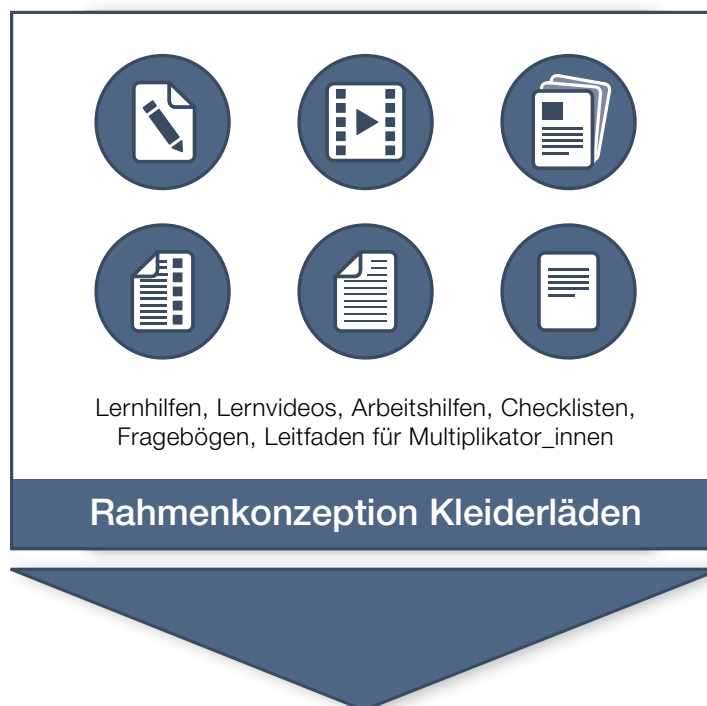 Lernhilfen, Lernvideos, Arbeitshilfen, Checklisten,
Fragebögen, Leitfaden für Multiplikator_innen
Rahmenkonzeption Kleiderläden